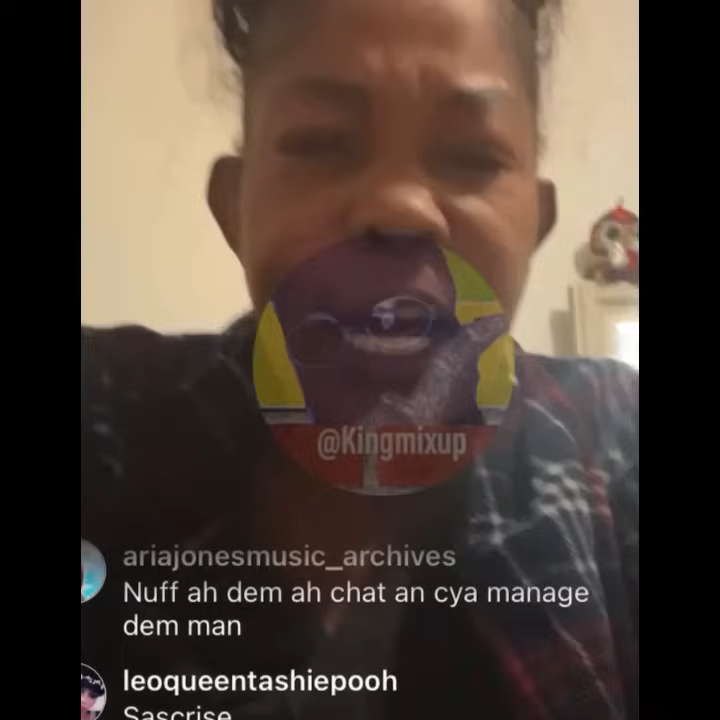 @Kingmixup
ariajonesmusic_archives
Nuff ah dem ah chat an cya manage
dem man
leoqueentashiepooh
Sascrise